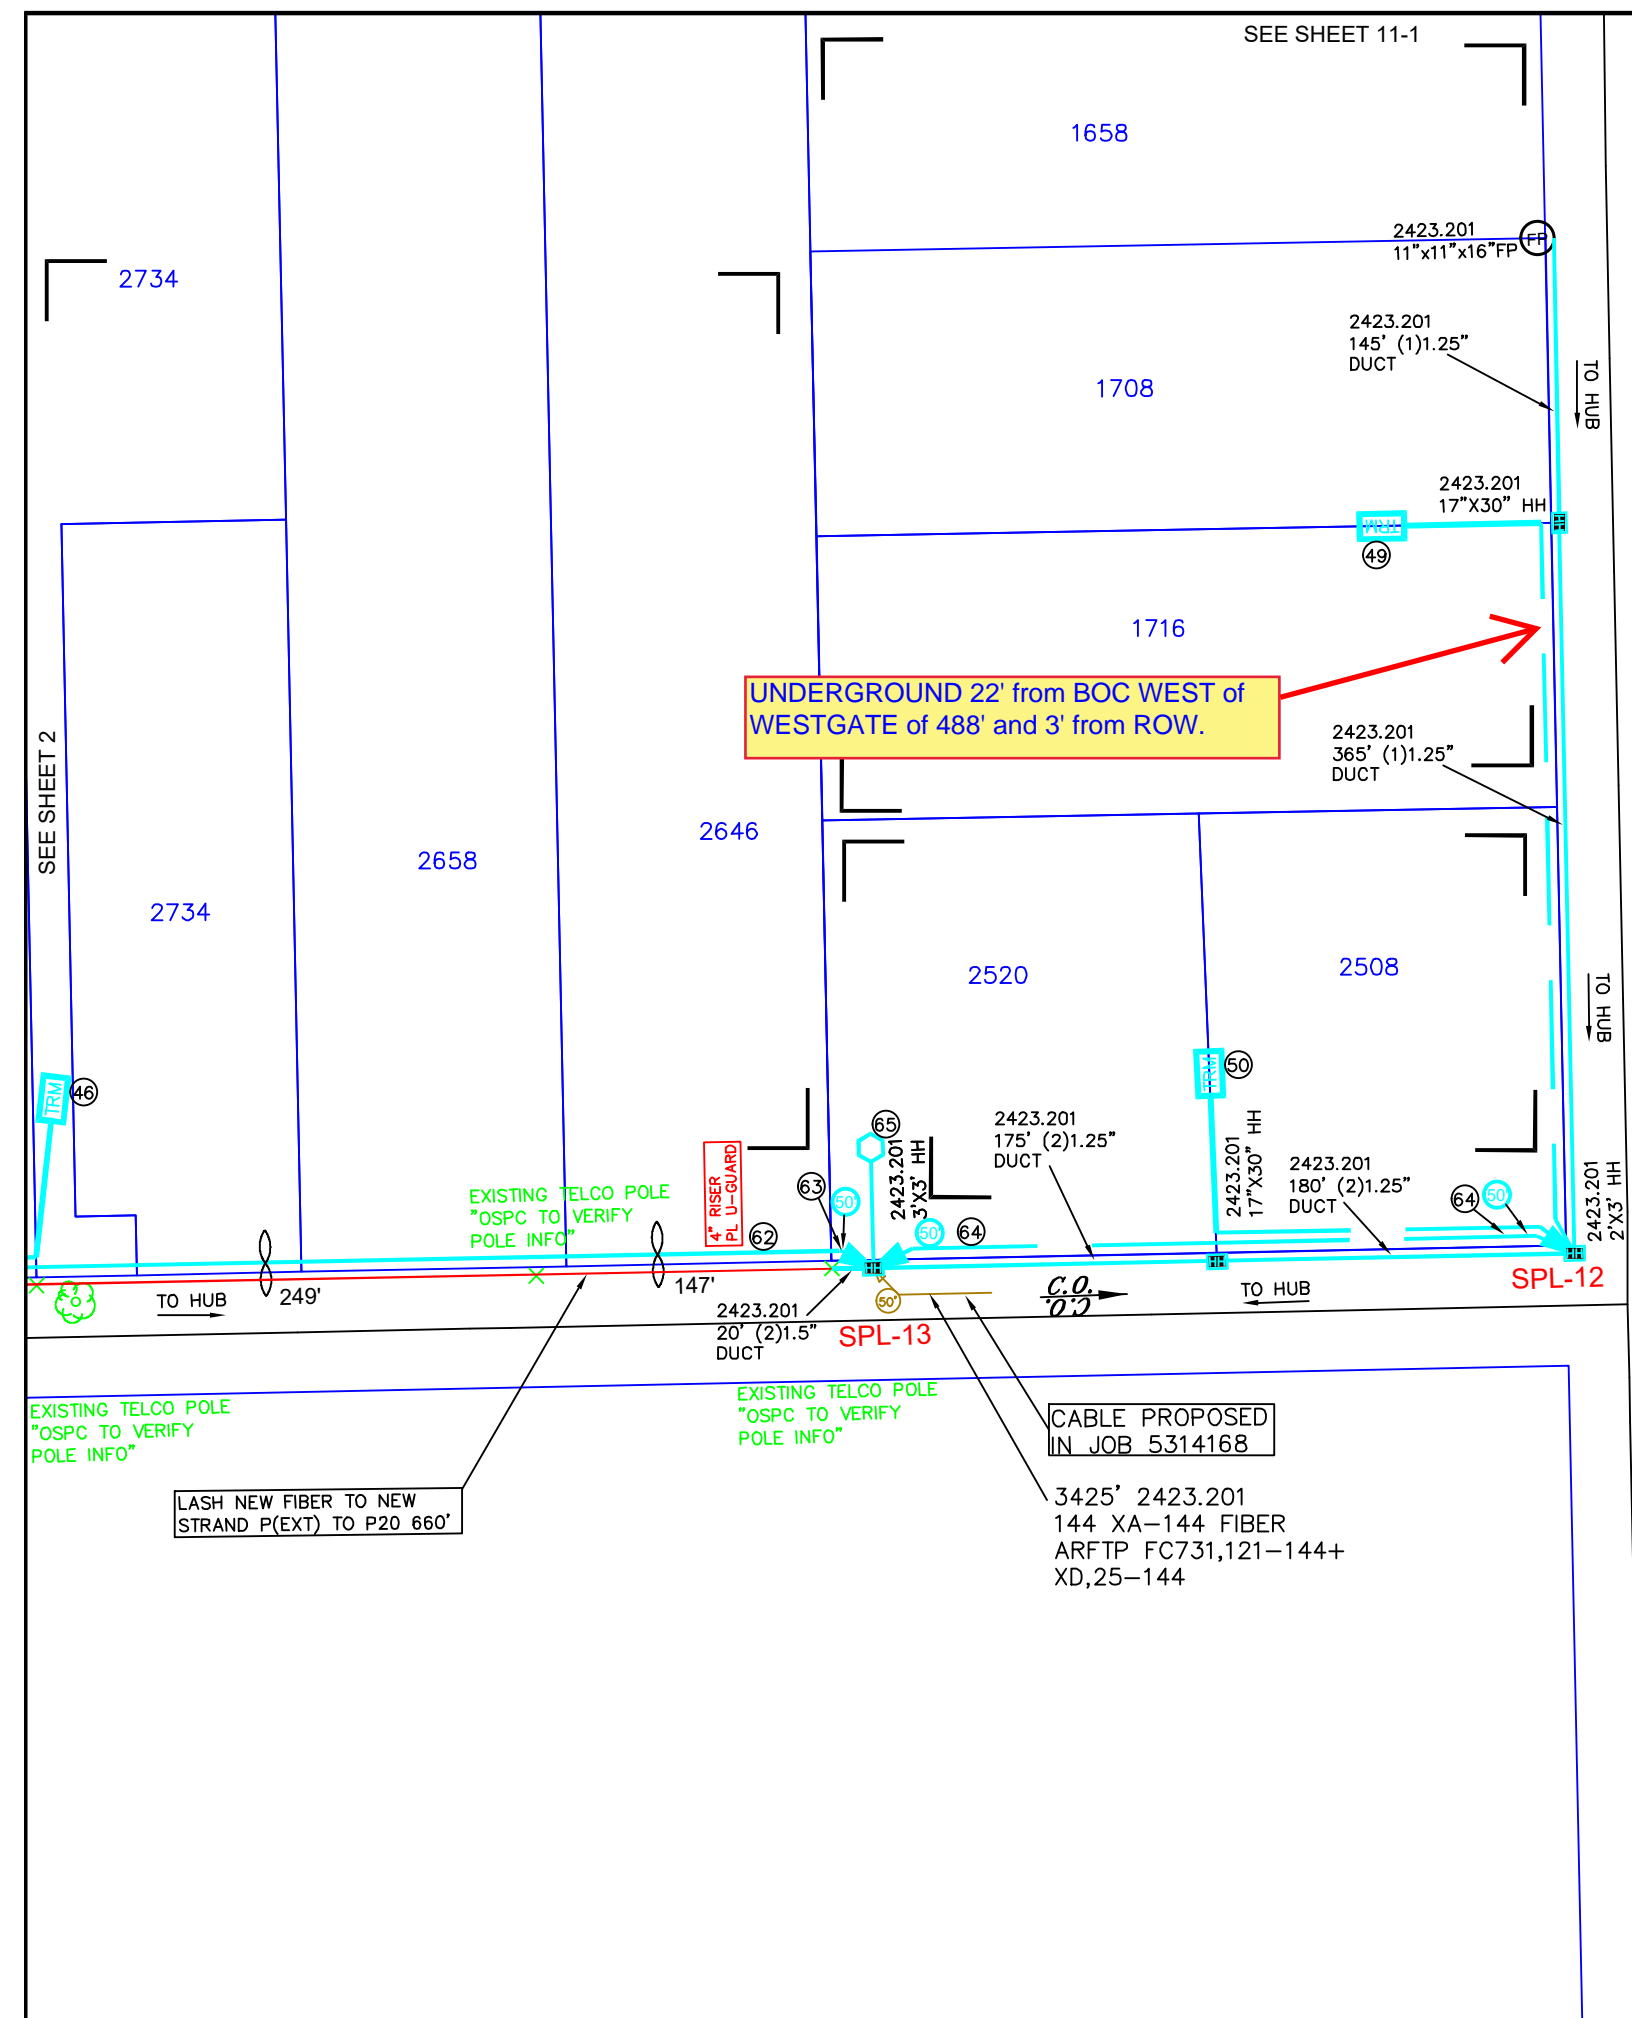 SEE SHEET 11-1
1658
2423.201
11"x11"x16"FP
FP
2734
2423.201
145' (1)1.25"
DUCT
TO HUB
1708
2423.201
17"X30" HH
HH
TRM
49
1716
UNDERGROUND 22' from BOC WEST of
WESTGATE of 488' and 3' from ROW.
2423.201
365' (1)1.25"
DUCT
SEE SHEET 2
2646
2658
2734
2520
2508
TO HUB
TRM
46
TRM
50
65
2423.201
3'X3' HH
2423.201
175' (2)1.25"
DUCT
2423.201
17"X30" HH
2423.201
180' (2)1.25"
DUCT
64
50'
2423.201
2'X3' HH
4" RISER
PL U-GUARD
63
50'
EXISTING TELCO POLE
"OSPC TO VERIFY
POLE INFO"
62
50'
64
HH
HH
HH
SPL-12
TO HUB
249'
147'
50'
C.O.
C.O.
TO HUB
2423.201
20' (2)1.5"
DUCT
SPL-13
EXISTING TELCO POLE
"OSPC TO VERIFY
POLE INFO"
EXISTING TELCO POLE
"OSPC TO VERIFY
POLE INFO"
CABLE PROPOSED
IN JOB 5314168
LASH NEW FIBER TO NEW
STRAND P(EXT) TO P20 660'
3425' 2423.201
144 XA-144 FIBER
ARFTP FC731,121-144+
XD,25-144